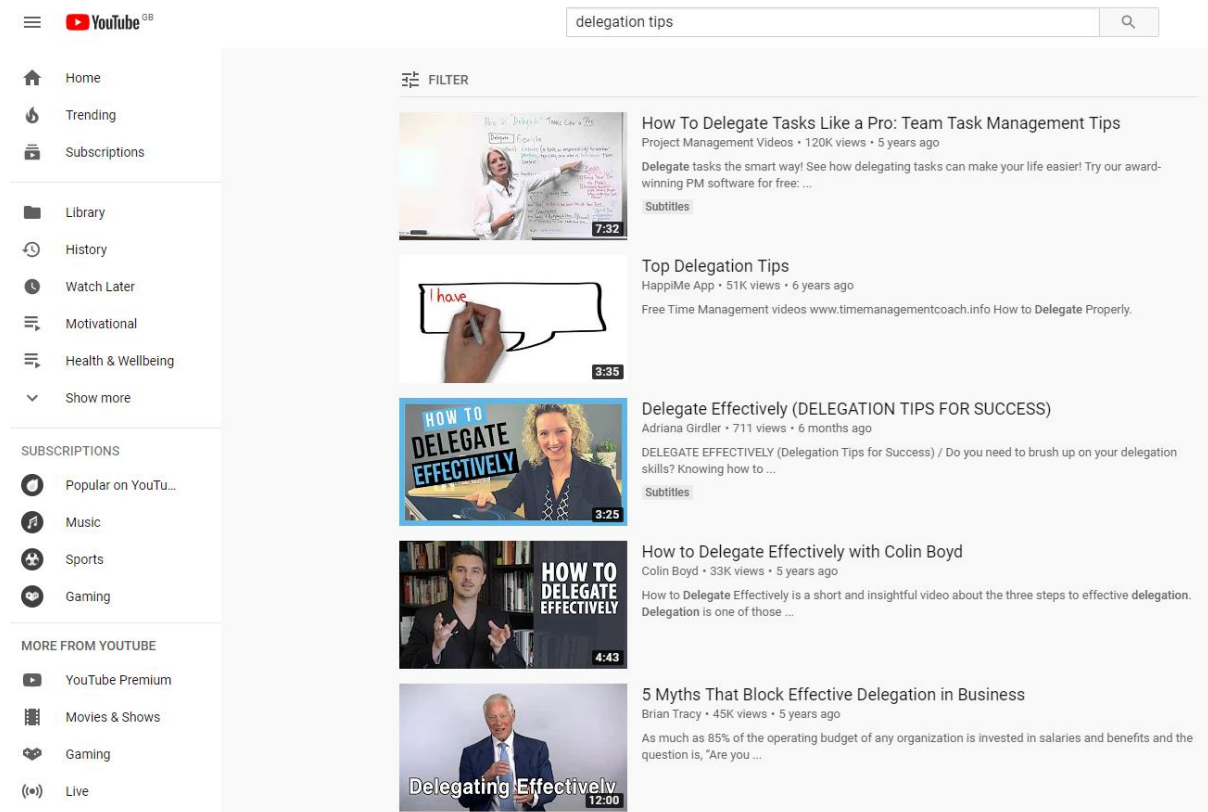 YouTube GB
delegation tips
Home
Trending
Subscriptions
Library
History
Watch Later
Motivational
Health & Wellbeing
Show more
SUBSCRIPTIONS
Popular on YouTu...
Music
Sports
Gaming
MORE FROM YOUTUBE
YouTube Premium
Movies & Shows
Gaming
Live
FILTER
7:32
How To Delegate Tasks Like a Pro: Team Task Management Tips
Project Management Videos • 120K views • 5 years ago
Delegate tasks the smart way! See how delegating tasks can make your life easier! Try our award-
winning PM software for free: ...
Subtitles
I have
3:35
Top Delegation Tips
HappiMe App • 51K views • 6 years ago
Free Time Management videos www.timemanagementcoach.info How to Delegate Properly.
HOW TO
DELEGATE
EFFECTIVELY
3:25
Delegate Effectively (DELEGATION TIPS FOR SUCCESS)
Adriana Girdler • 711 views • 6 months ago
DELEGATE EFFECTIVELY (Delegation Tips for Success) / Do you need to brush up on your delegation
skills? Knowing how to ...
Subtitles
HOW TO
DELEGATE
EFFECTIVELY
4:43
How to Delegate Effectively with Colin Boyd
Colin Boyd • 33K views • 5 years ago
How to Delegate Effectively is a short and insightful video about the three steps to effective delegation.
Delegation is one of those ...
Delegating Effectively
12:00
5 Myths That Block Effective Delegation in Business
Brian Tracy • 45K views • 5 years ago
As much as 85% of the operating budget of any organization is invested in salaries and benefits and the
question is, “Are you ...